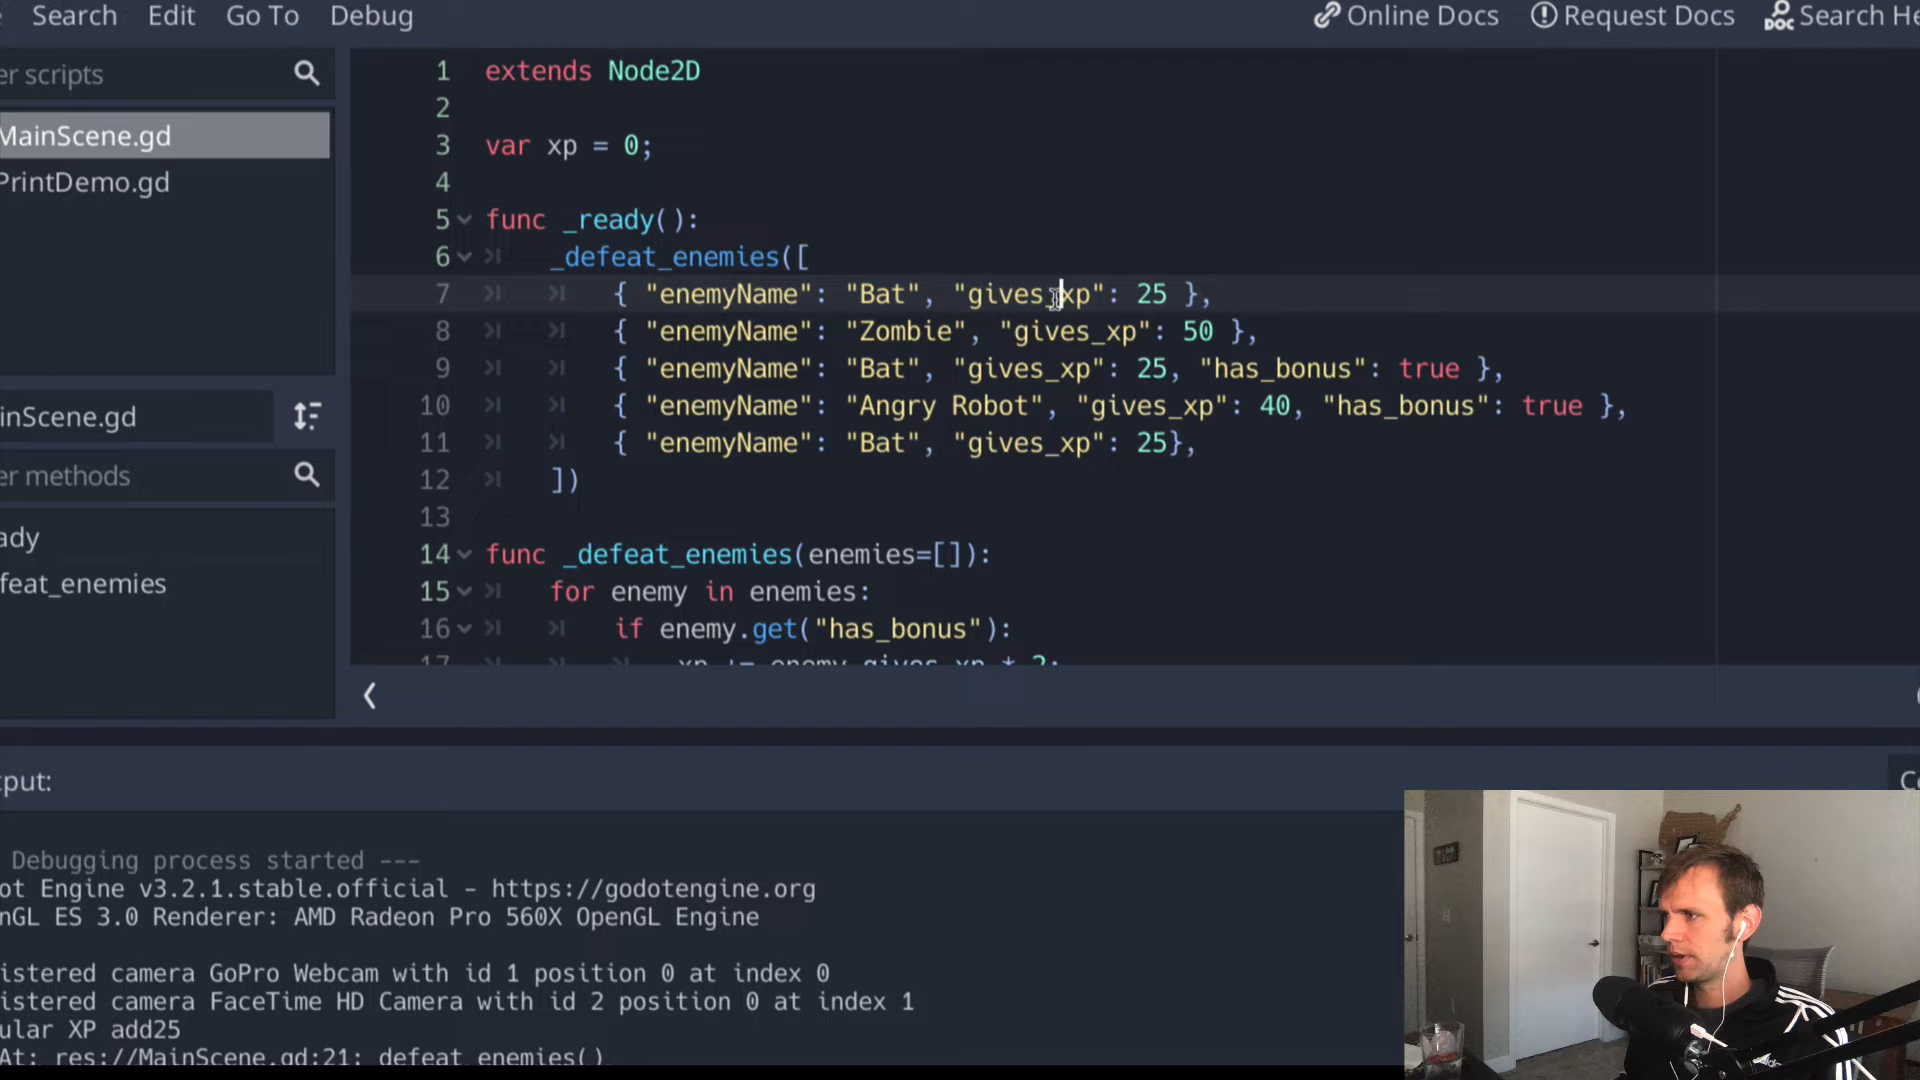 Search Edit Go To Debug Online Docs Request Docs Search He
er scripts
MainScene.gd
PrintDemo.gd
inScene.gd
er methods
ady
feat_enemies
1 extends Node2D
2
3 var xp = 0;
4
5 func _ready():
6 _defeat_enemies([
7 { "enemyName": "Bat", "gives_xp": 25 },
8 { "enemyName": "Zombie", "gives_xp": 50 },
9 { "enemyName": "Bat", "gives_xp": 25, "has_bonus": true },
10 { "enemyName": "Angry Robot", "gives_xp": 40, "has_bonus": true },
11 { "enemyName": "Bat", "gives_xp": 25},
12 ])
13
14 func _defeat_enemies(enemies=[]):
15 for enemy in enemies:
16 if enemy.get("has_bonus"):
17 xp += enemy.gives_xp * 2;
put:
Debugging process started ---
ot Engine v3.2.1.stable.official - https://godotengine.org
nGL ES 3.0 Renderer: AMD Radeon Pro 560X OpenGL Engine
istered camera GoPro Webcam with id 1 position 0 at index 0
istered camera FaceTime HD Camera with id 2 position 0 at index 1
ular XP add25
At: res://MainScene.gd:21: defeat_enemies()